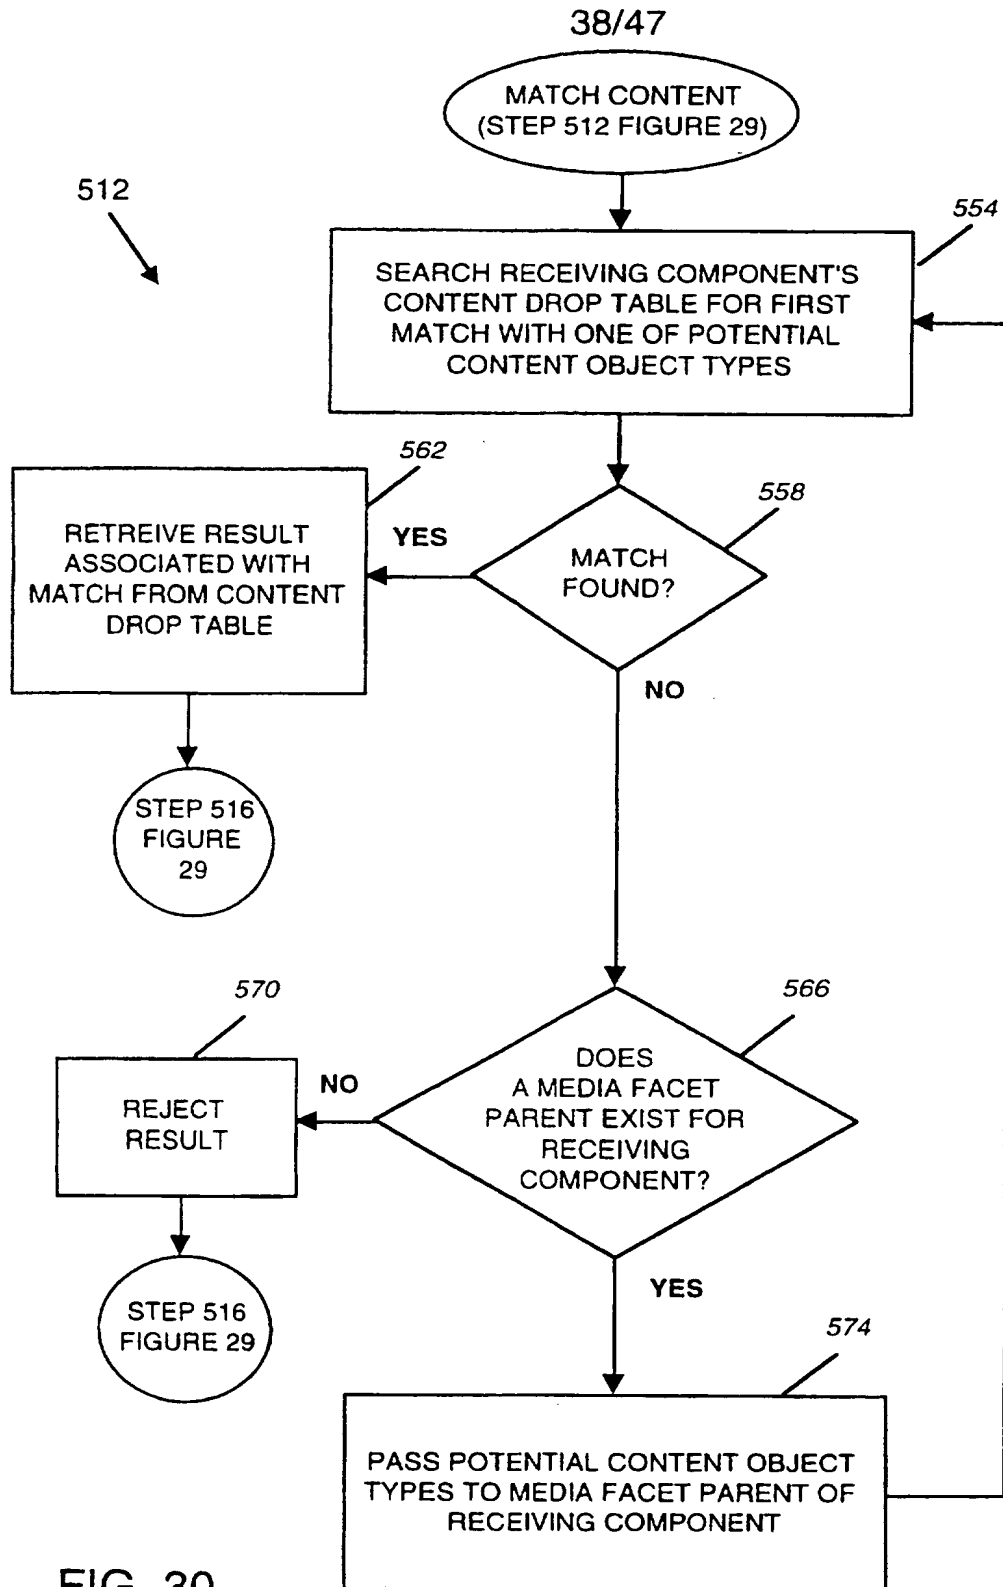 38/47
MATCH CONTENT
(STEP 512 FIGURE 29)
512
554
SEARCH RECEIVING COMPONENT'S
CONTENT DROP TABLE FOR FIRST
MATCH WITH ONE OF POTENTIAL
CONTENT OBJECT TYPES
562
558
RETREIVE RESULT
ASSOCIATED WITH
MATCH FROM CONTENT
DROP TABLE
YES
MATCH
FOUND?
NO
STEP 516
FIGURE
29
570
566
REJECT
RESULT
NO
DOES
A MEDIA FACET
PARENT EXIST FOR
RECEIVING
COMPONENT?
YES
STEP 516
FIGURE 29
574
PASS POTENTIAL CONTENT OBJECT
TYPES TO MEDIA FACET PARENT OF
RECEIVING COMPONENT
FIG. 30